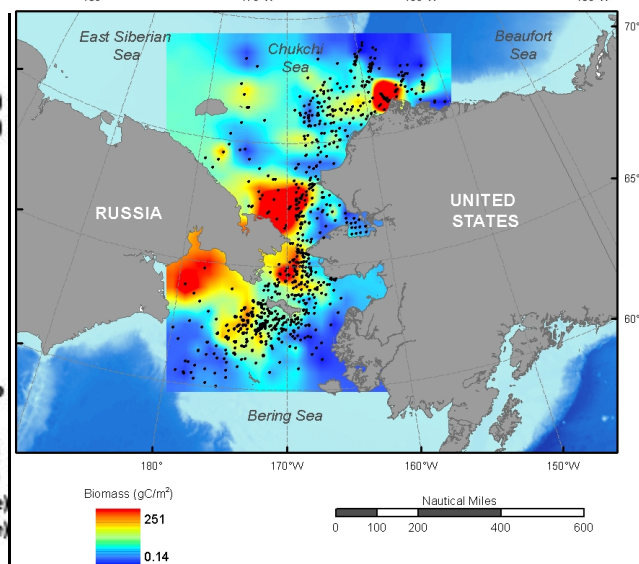 70°N
East Siberian
Sea
Chukchi
Sea
Beaufort
Sea
65°N
RUSSIA
UNITED
STATES
60°N
Bering Sea
180°
170°W
160°W
150°W
Biomass (gC/m²)
251
0.14
Nautical Miles
0 100 200 400 600